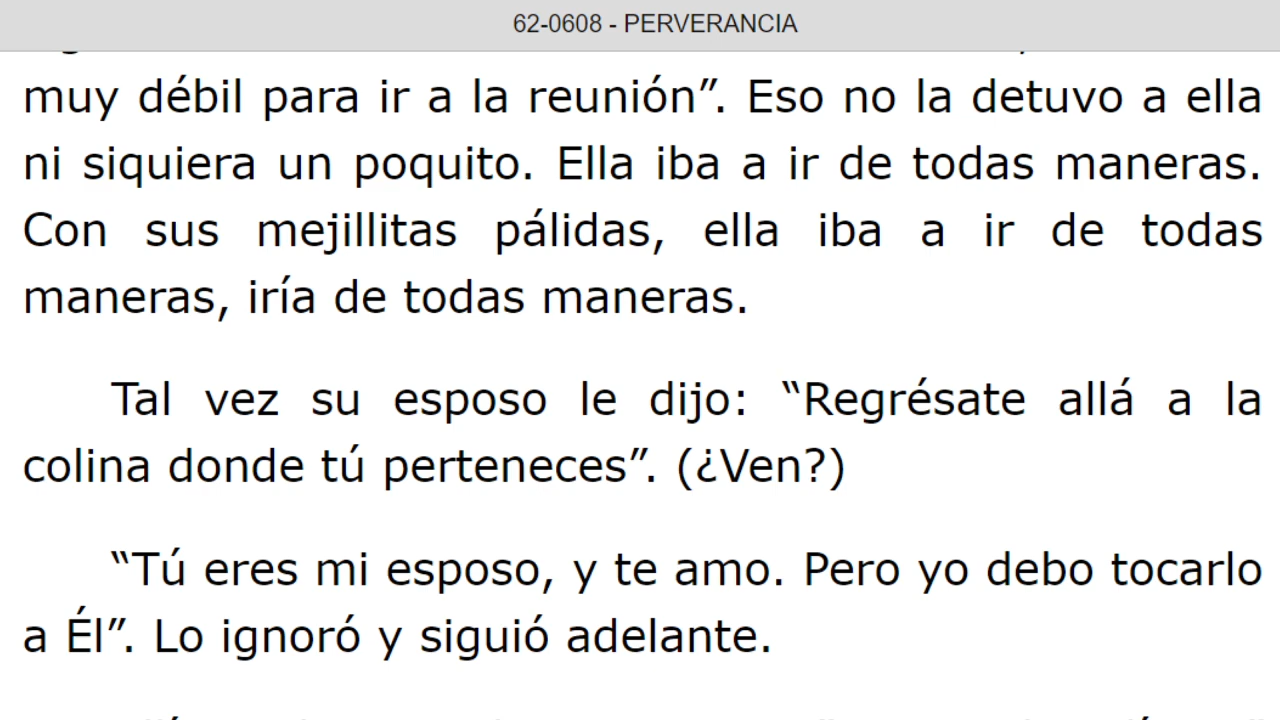 62-0608 - PERVERANCIA
muy débil para ir a la reunión”. Eso no la detuvo a ella
ni siquiera un poquito. Ella iba a ir de todas maneras.
Con sus mejillitas pálidas, ella iba a ir de todas
maneras, iría de todas maneras.
Tal vez su esposo le dijo: “Regrésate allá a la
colina donde tú perteneces”. (¿Ven?)
“Tú eres mi esposo, y te amo. Pero yo debo tocarlo
a Él”. Lo ignoró y siguió adelante.